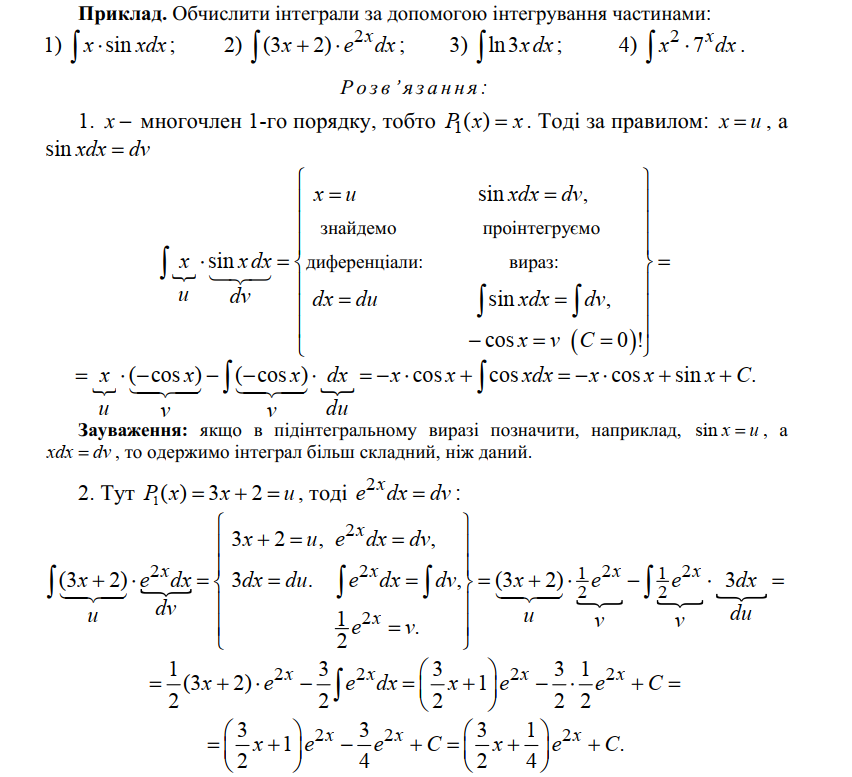 Приклад. Обчислити інтеграли за допомогою інтегрування частинами:
1) ∫ x · sin xdx ; 2) ∫ (3x + 2) · e^{2x} dx ; 3) ∫ ln 3x dx ; 4) ∫ x² · 7^x dx .
Розв’язання:
1. x – многочлен 1-го порядку, тобто P₁(x) = x . Тоді за правилом: x = u , а
sin xdx = dv
x = u sin xdx = dv,
знайдемо проінтегруємо
∫ x · sin x dx = { диференціали: вираз: } =
u dv dx = du ∫ sin xdx = ∫ dv,
− cos x = v (C = 0)!
= x · (−cos x) − ∫ (−cos x) · dx = −x · cos x + ∫ cos xdx = −x · cos x + sin x + C.
u v v du
Зауваження: якщо в підінтегральному виразі позначити, наприклад, sin x = u , а
xdx = dv , то одержимо інтеграл більш складний, ніж даний.
2. Тут P₁(x) = 3x + 2 = u , тоді e^{2x} dx = dv :
3x + 2 = u, e^{2x} dx = dv,
∫ (3x + 2) · e^{2x} dx = { 3dx = du. ∫ e^{2x} dx = ∫ dv, } = (3x + 2) · ½ e^{2x} − ∫ ½ e^{2x} · 3dx =
u dv ½ e^{2x} = v. u v v du
= 1/2 (3x + 2) · e^{2x} − 3/2 ∫ e^{2x} dx = (3/2 x + 1) e^{2x} − 3/2 · 1/2 e^{2x} + C =
= (3/2 x + 1) e^{2x} − 3/4 e^{2x} + C = (3/2 x + 1/4) e^{2x} + C.